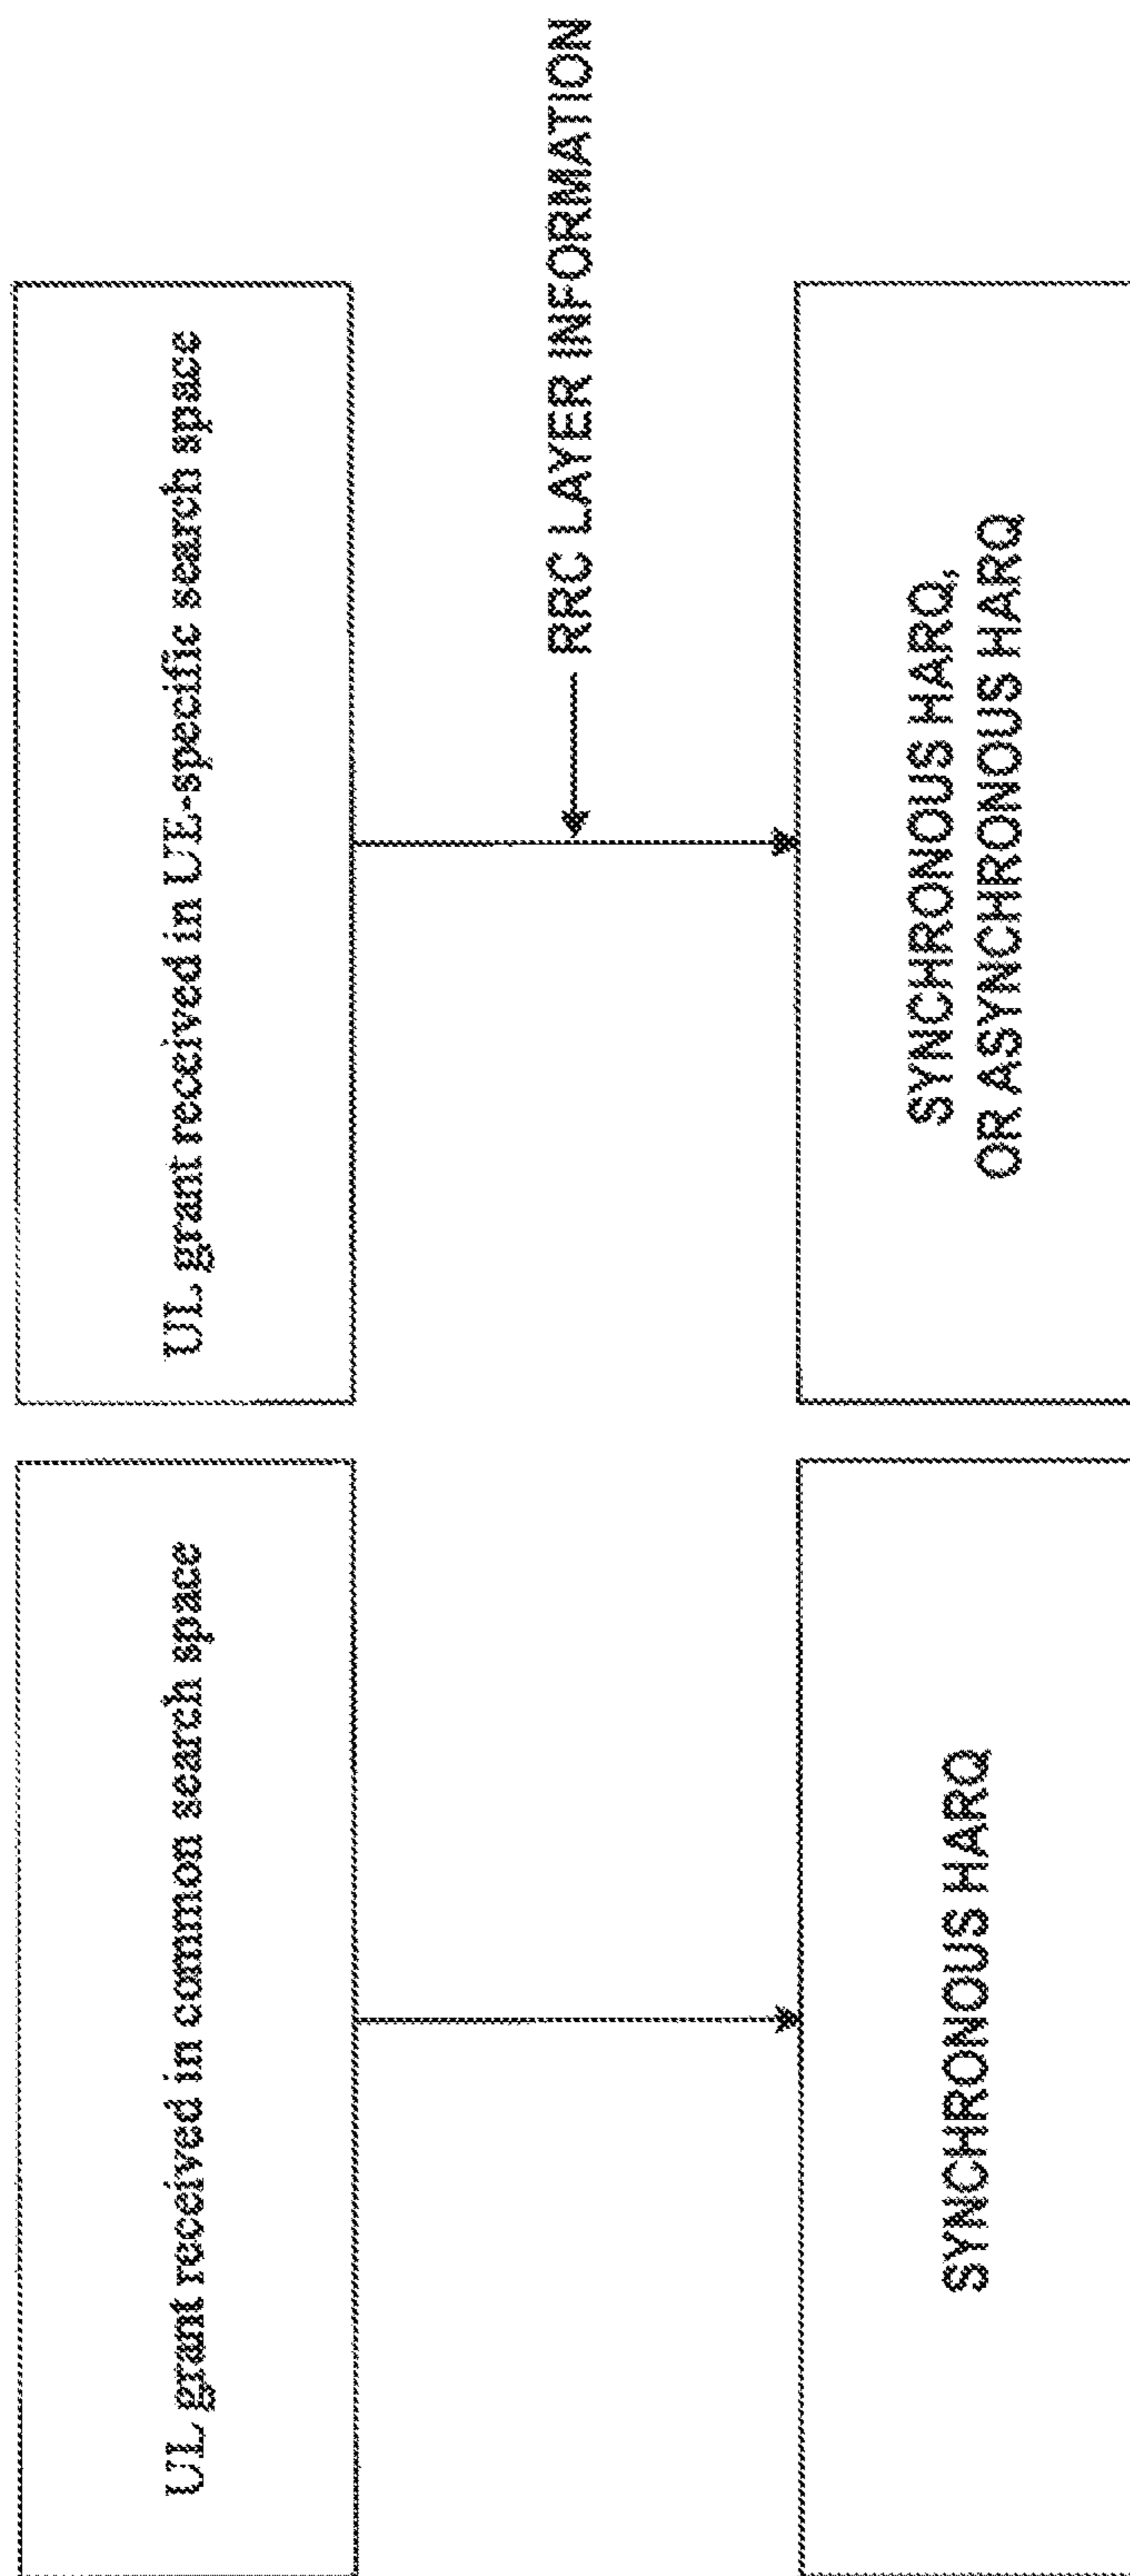 UL grant received in common search space
UL grant received in UE-specific search space
RRC LAYER INFORMATION
SYNCHRONOUS HARQ
SYNCHRONOUS HARQ,
OR ASYNCHRONOUS HARQ